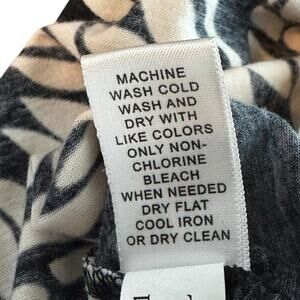 MACHINE
WASH COLD
WASH AND
DRY WITH
LIKE COLORS
ONLY NON-
CHLORINE
BLEACH
WHEN NEEDED
DRY FLAT
COOL IRON
OR DRY CLEAN